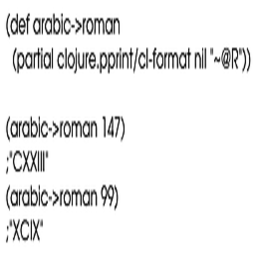 (def arabic->roman
(partial clojure.pprint/cl-format nil "~@R"))
(arabic->roman 147)
;"CXXIII"
(arabic->roman 99)
;"XCIX"